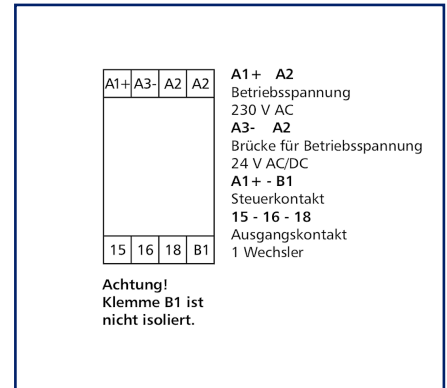 A1+ A3- A2 A2
15 16 18 B1
Achtung!
Klemme B1 ist
nicht isoliert.
A1+ A2
Betriebsspannung
230 V AC
A3- A2
Brücke für Betriebsspannung
24 V AC/DC
A1+ - B1
Steuerkontakt
15 - 16 - 18
Ausgangskontakt
1 Wechsler